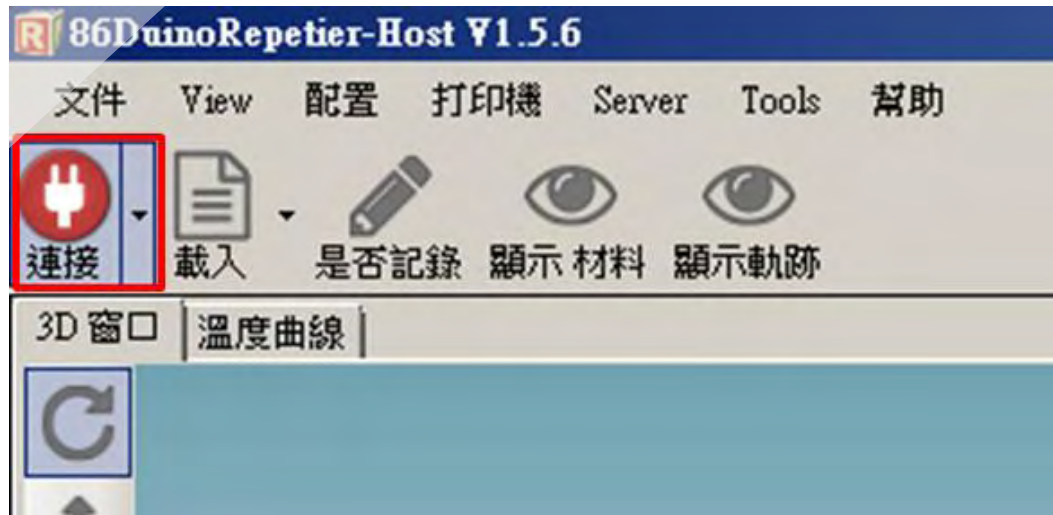 86DuinoRepetier-Host V1.5.6
文件 View 配置 打印機 Server Tools 幫助
連接 載入 是否記錄 顯示材料 顯示軌跡
3D 窗口 溫度曲線